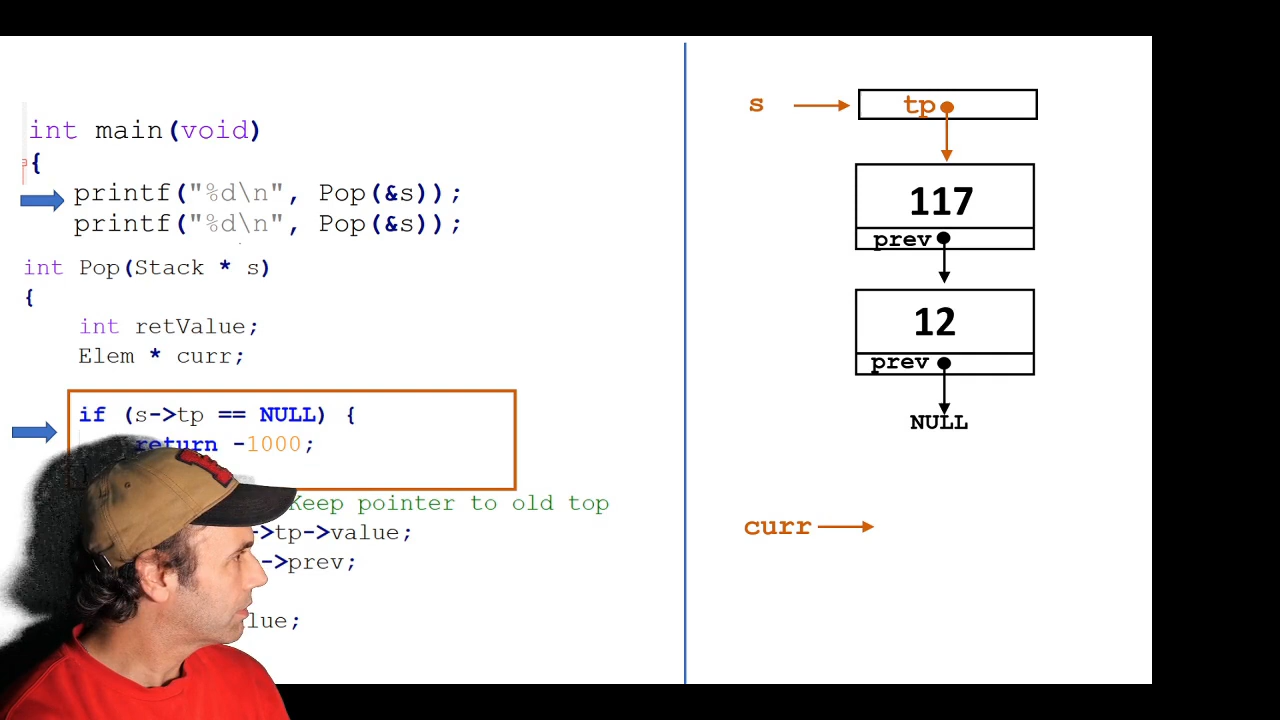 int main(void)
{
printf("%d\n", Pop(&s));
printf("%d\n", Pop(&s));
int Pop(Stack * s)
{
int retValue;
Elem * curr;
if (s->tp == NULL) {
return -1000;
Keep pointer to old top
>tp->value;
->prev;
lue;
s
tp
117
prev
12
prev
NULL
curr